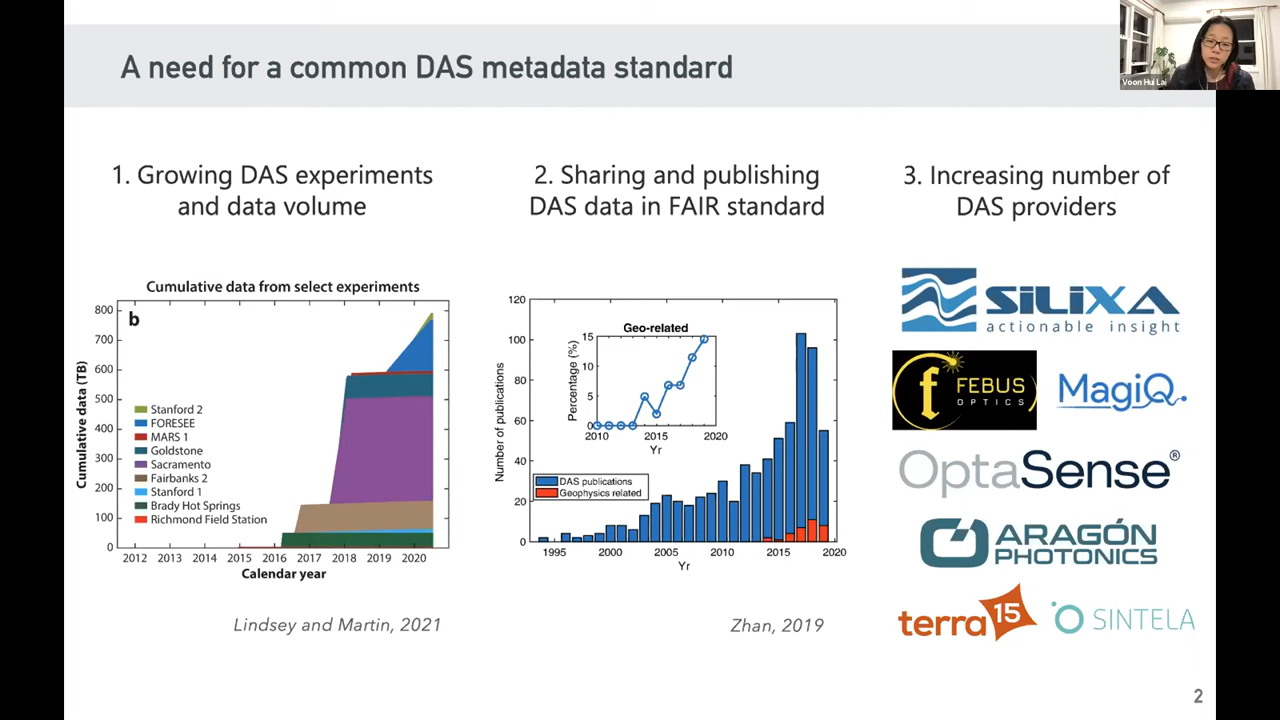 A need for a common DAS metadata standard
Voon Hui Lai
1. Growing DAS experiments
and data volume
Cumulative data from select experiments
b
Cumulative data (TB)
800
700
600
500
400
300
200
100
0
Stanford 2
FORESEE
MARS 1
Goldstone
Sacramento
Fairbanks 2
Stanford 1
Brady Hot Springs
Richmond Field Station
2012 2013 2014 2015 2016 2017 2018 2019 2020
Calendar year
Lindsey and Martin, 2021
2. Sharing and publishing
DAS data in FAIR standard
Number of publications
120
100
80
60
40
20
0
Geo-related
Percentage (%)
15
10
5
0
2010 2015 2020
Yr
DAS publications
Geophysics related
1995 2000 2005 2010 2015 2020
Yr
Zhan, 2019
3. Increasing number of
DAS providers
SiLiXA
actionable insight
f
FEBUS
OPTICS
MagiQ
OptaSense®
ARAGÓN
PHOTONICS
terra15
SINTELA
2